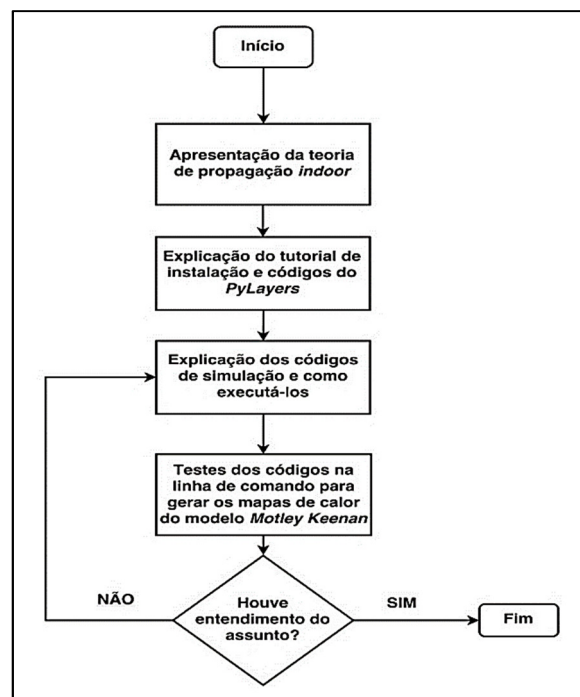 Início
Apresentação da teoria
de propagação indoor
Explicação do tutorial de
instalação e códigos do
PyLayers
Explicação dos códigos
de simulação e como
executá-los
Testes dos códigos na
linha de comando para
gerar os mapas de calor
do modelo Motley Keenan
NÃO
Houve
entendimento do
assunto?
SIM
Fim